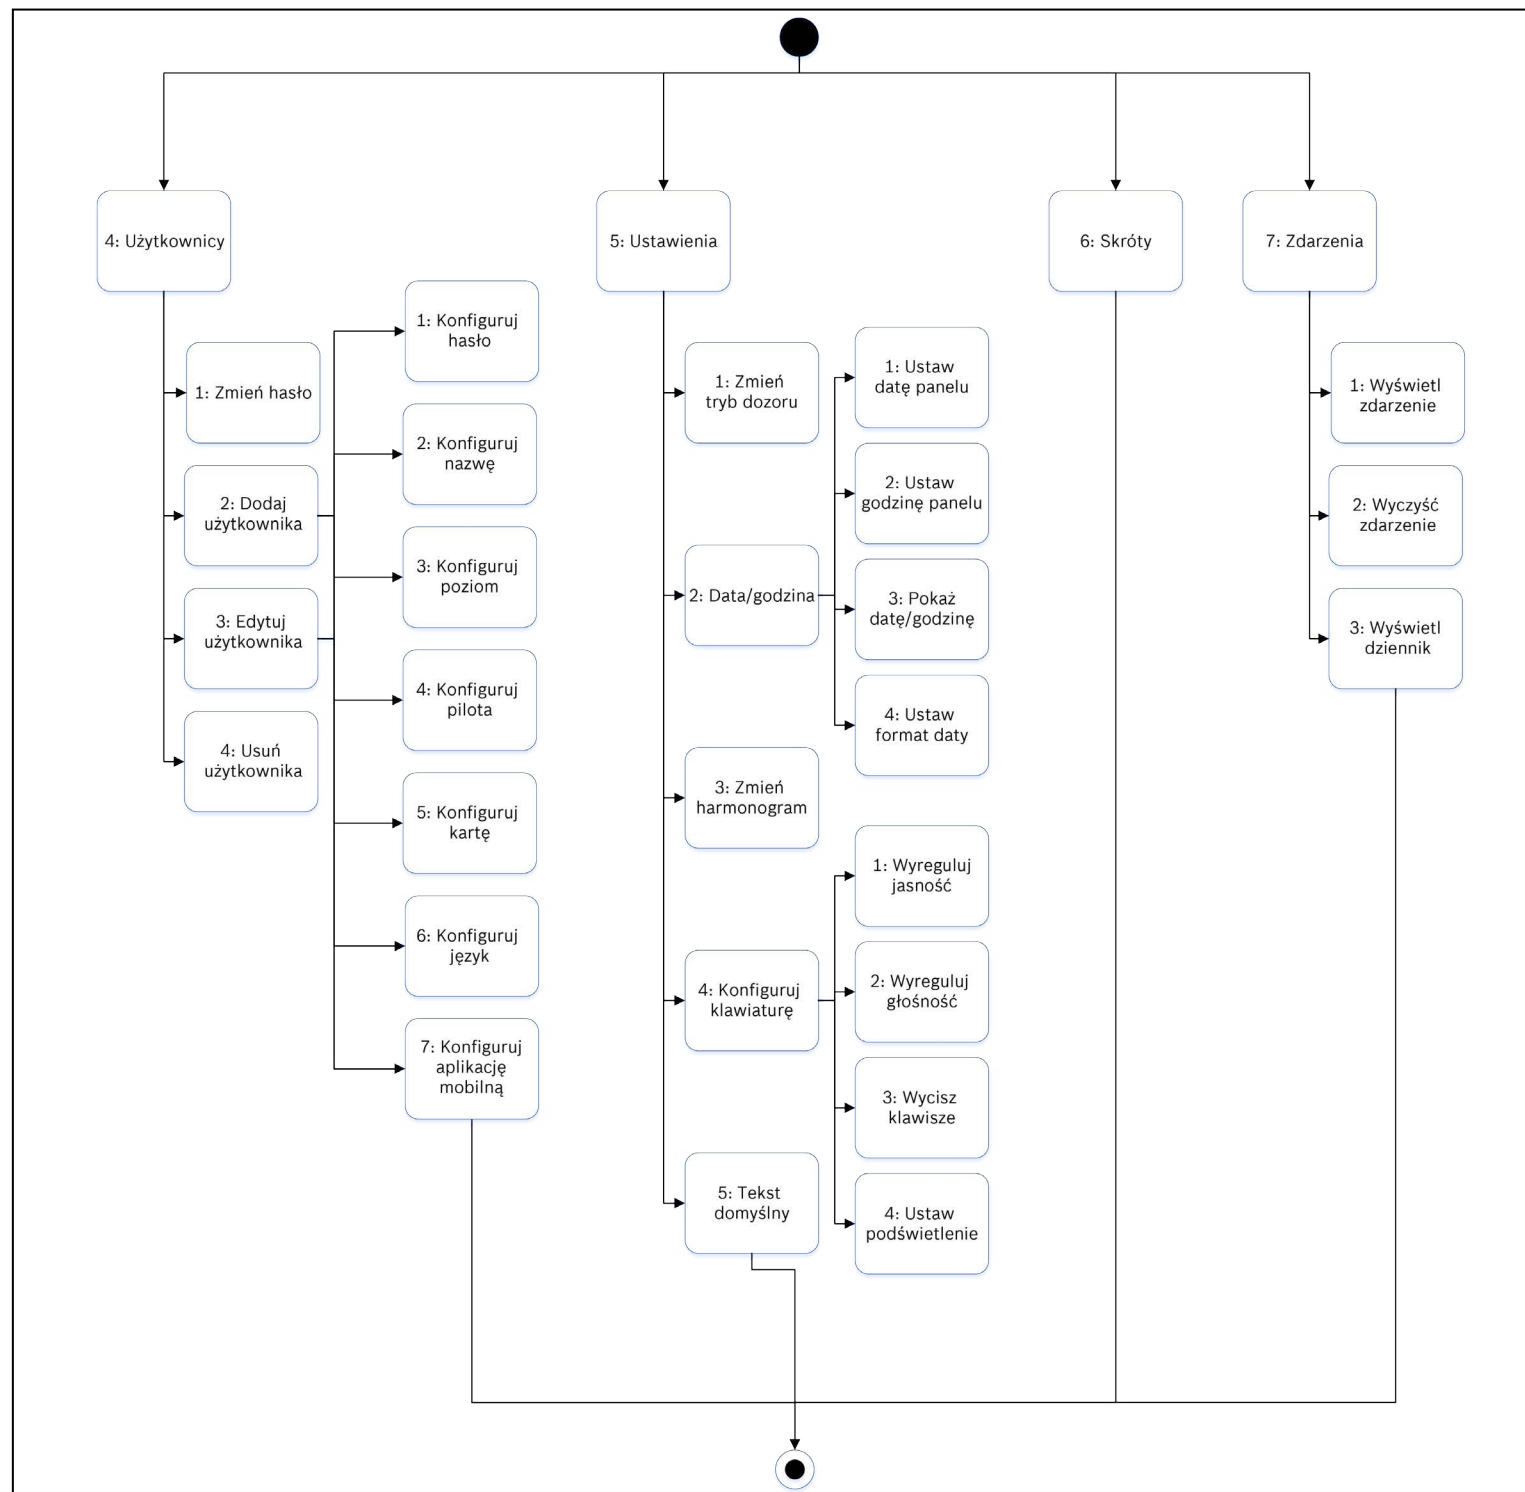 4: Użytkownicy
5: Ustawienia
6: Skróty
7: Zdarzenia
1: Zmień hasło
2: Dodaj
użytkownika
3: Edytuj
użytkownika
4: Usuń
użytkownika
1: Konfiguruj
hasło
2: Konfiguruj
nazwę
3: Konfiguruj
poziom
4: Konfiguruj
pilota
5: Konfiguruj
kartę
6: Konfiguruj
język
7: Konfiguruj
aplikację
mobilną
1: Zmień
tryb dozoru
2: Data/godzina
3: Zmień
harmonogram
4: Konfiguruj
klawiaturę
5: Tekst
domyślny
1: Ustaw
datę panelu
2: Ustaw
godzinę panelu
3: Pokaż
datę/godzinę
4: Ustaw
format daty
1: Wyreguluj
jasność
2: Wyreguluj
głośność
3: Wycisz
klawisze
4: Ustaw
podświetlenie
1: Wyświetl
zdarzenie
2: Wyczyść
zdarzenie
3: Wyświetl
dziennik